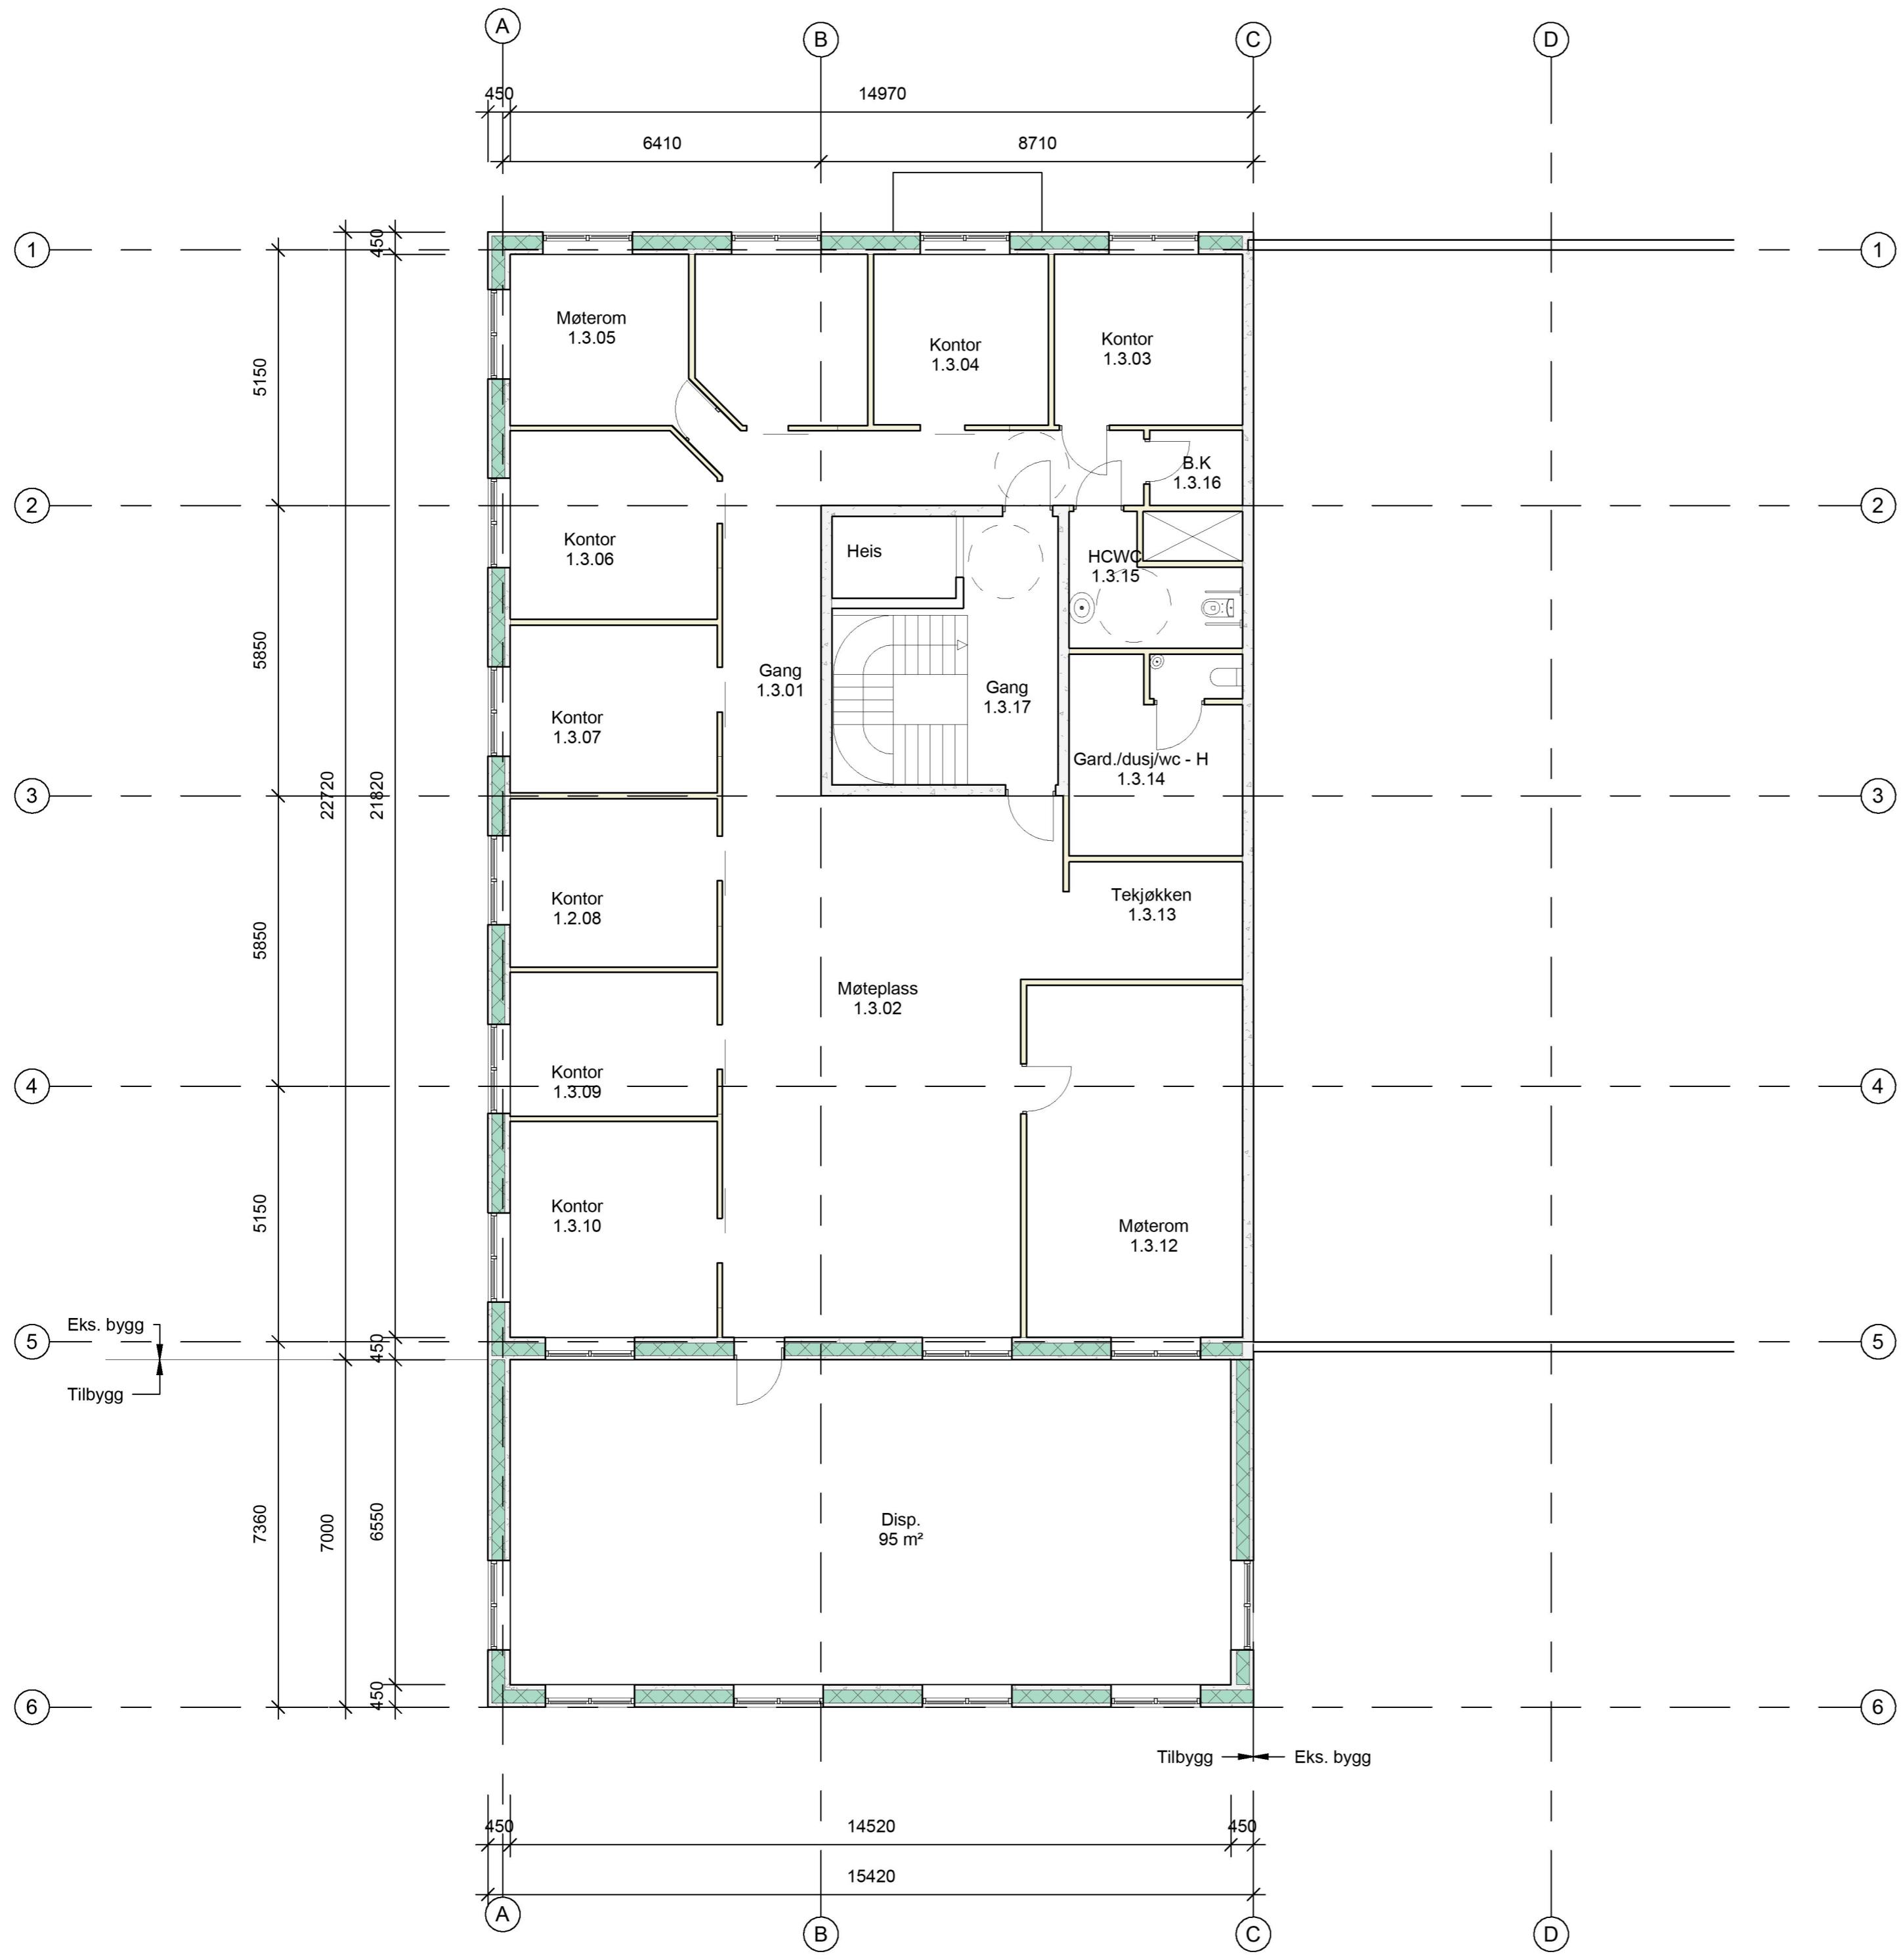 A
B
C
D
450
14970
6410
8710
1
450
1
Møterom
1.3.05
Kontor
1.3.04
Kontor
1.3.03
5150
B.K
1.3.16
2
2
Kontor
1.3.06
Heis
HCWC
1.3.15
5850
Gang
1.3.01
Gang
1.3.17
Kontor
1.3.07
Gard./dusj/wc - H
1.3.14
22720
21820
3
3
Kontor
1.2.08
Tekjøkken
1.3.13
5850
Møteplass
1.3.02
Kontor
1.3.09
4
4
Kontor
1.3.10
Møterom
1.3.12
5150
Eks. bygg
5
450
5
Tilbygg
7360
7000
6550
Disp.
95 m²
450
6
6
Tilbygg
Eks. bygg
450
14520
450
15420
A
B
C
D